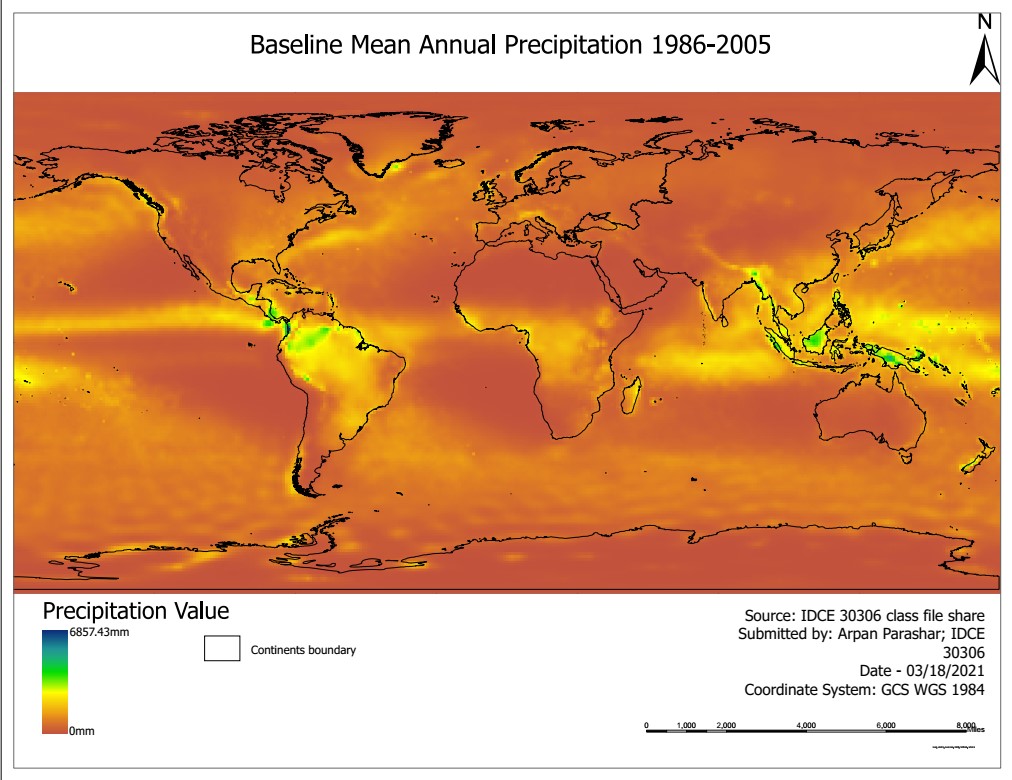 N
Baseline Mean Annual Precipitation 1986-2005
Precipitation Value
6857.43mm
0mm
Continents boundary
Source: IDCE 30306 class file share
Submitted by: Arpan Parashar; IDCE
30306
Date - 03/18/2021
Coordinate System: GCS WGS 1984
0 1,000 2,000 4,000 6,000 8,000
Miles